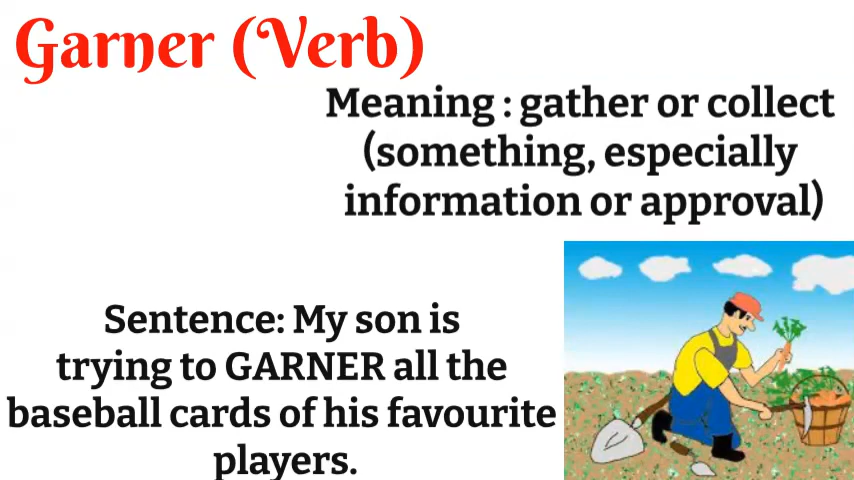 Garner (Verb)
Meaning : gather or collect
(something, especially
information or approval)
Sentence: My son is
trying to GARNER all the
baseball cards of his favourite
players.